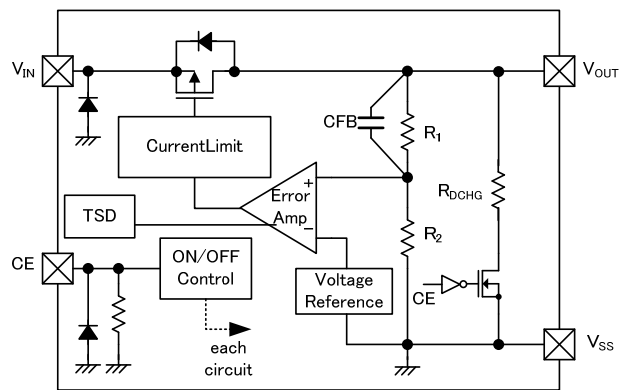 VIN
VOUT
CFB
R1
CurrentLimit
RDCHG
+
Error
Amp
−
TSD
R2
CE
ON/OFF
Control
Voltage
Reference
CE
each
circuit
VSS